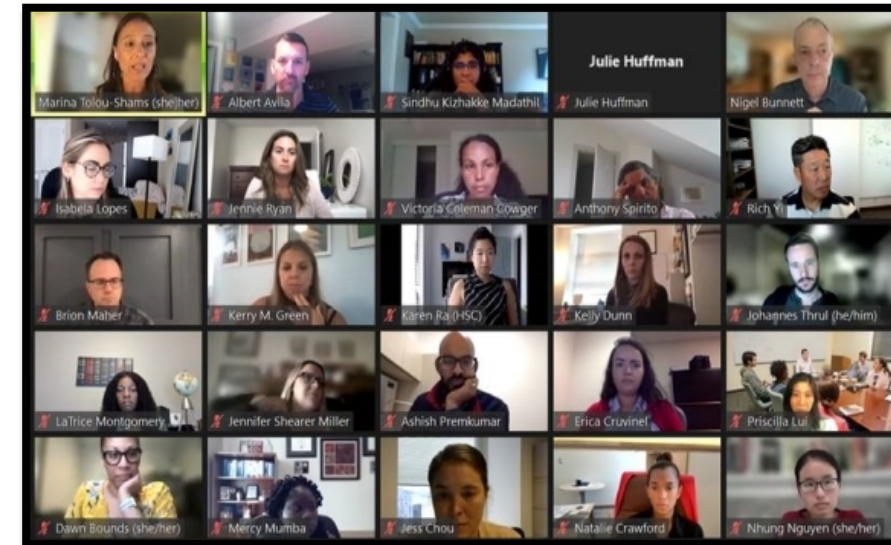 Marina Tolou-Shams (she|her)
Albert Avila
Sindhu Kizhakke Madathil
Julie Huffman
Julie Huffman
Nigel Bunnett
Isabela Lopes
Jennie Ryan
Victoria Coleman Cowger
Anthony Spirito
Rich Yi
Brion Maher
Kerry M. Green
Karen Ra (HSC)
Kelly Dunn
Johannes Thrul (he/him)
LaTrice Montgomery
Jennifer Shearer Miller
Ashish Premkumar
Erica Cruvinel
Priscilla Lui
Dawn Bounds (she/her)
Mercy Mumba
Jess Chou
Natalie Crawford
Nhung Nguyen (she/her)